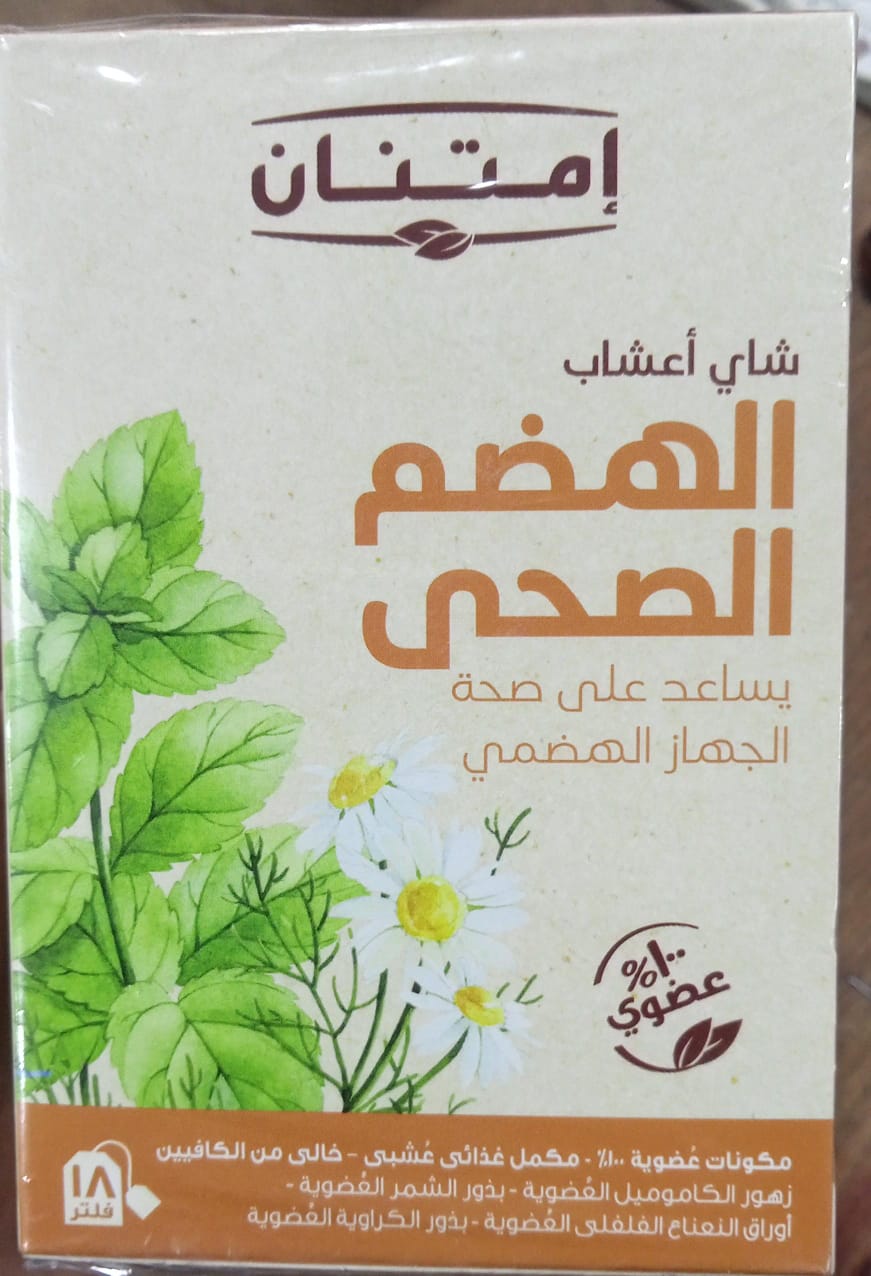 إمتنان
شاي أعشاب
الهضم
الصحى
يساعد على صحة
الجهاز الهضمي
١٠٠%
عضوي
مكونات عُضوية ١٠٠% - مكمل غذائى عُشبى - خالى من الكافيين
زهور الكاموميل العُضوية - بذور الشمر العُضوية -
أوراق النعناع الفلفلى العُضوية - بذور الكراوية العُضوية
١٨
فلتر